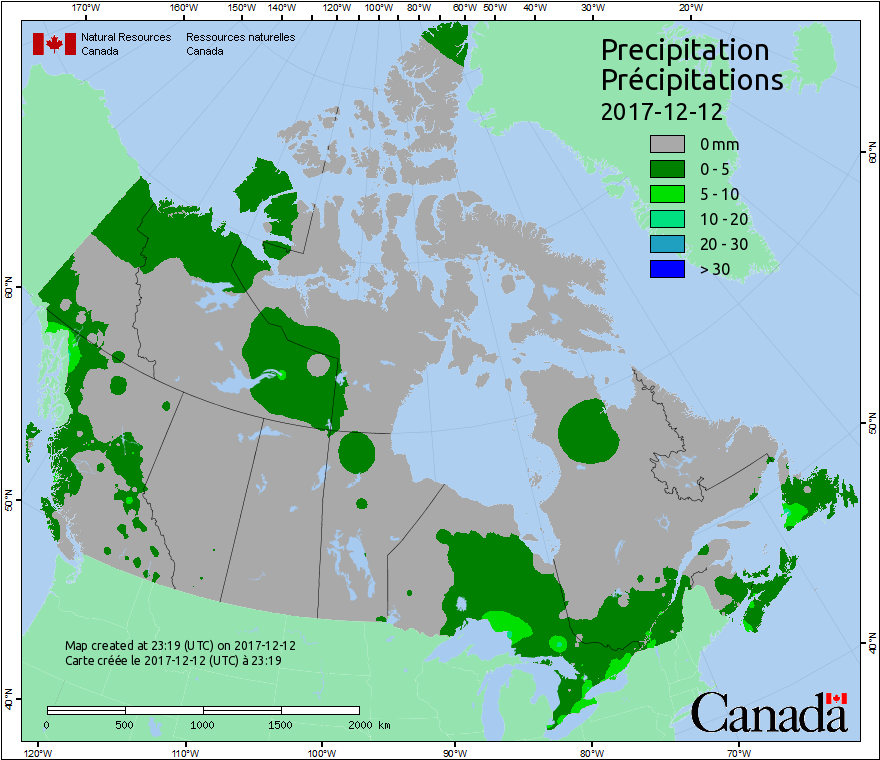 170°W 160°W 150°W 140°W 130°W 120°W 110°W 100°W 90°W 80°W 70°W 60°W 50°W 40°W 30°W 20°W
Natural Resources Canada
Ressources naturelles Canada
Precipitation
Précipitations
2017-12-12
0 mm
0 - 5
5 - 10
10 - 20
20 - 30
> 30
60°N
60°N
50°N
50°N
40°N
40°N
Map created at 23:19 (UTC) on 2017-12-12
Carte créée le 2017-12-12 (UTC) à 23:19
0 500 1000 1500 2000 km
Canada
120°W 110°W 100°W 90°W 80°W 70°W